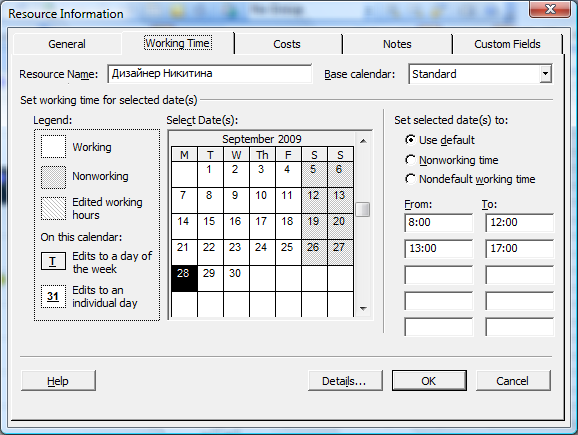 Resource Information
General
Working Time
Costs
Notes
Custom Fields
Resource Name:
Дизайнер Никитина
Base calendar:
Standard
Set working time for selected date(s)
Legend:
Working
Nonworking
Edited working
hours
On this calendar:
T
Edits to a day of
the week
31
Edits to an
individual day
Select Date(s):
September 2009
M T W Th F S S
1 2 3 4 5 6
7 8 9 10 11 12 13
14 15 16 17 18 19 20
21 22 23 24 25 26 27
28 29 30
Set selected date(s) to:
Use default
Nonworking time
Nondefault working time
From: To:
8:00 12:00
13:00 17:00
Help
Details...
OK
Cancel